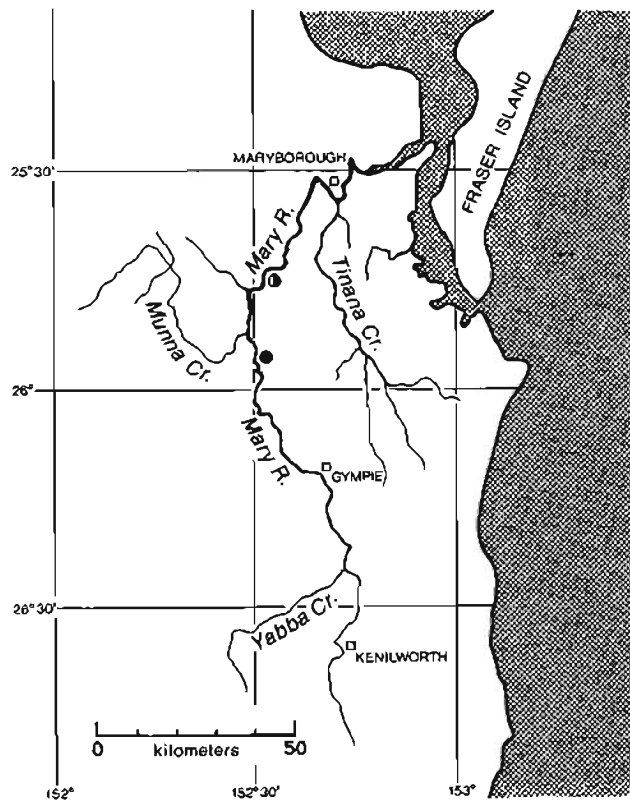 MARYBOROUGH
25° 30'
FRASER ISLAND
Mary R.
Tinana Cr.
Munna Cr.
26°
Mary R.
GYMPIE
26° 30'
Yabba Cr.
KENILWORTH
0 50
kilometers
152° 152° 30' 153°